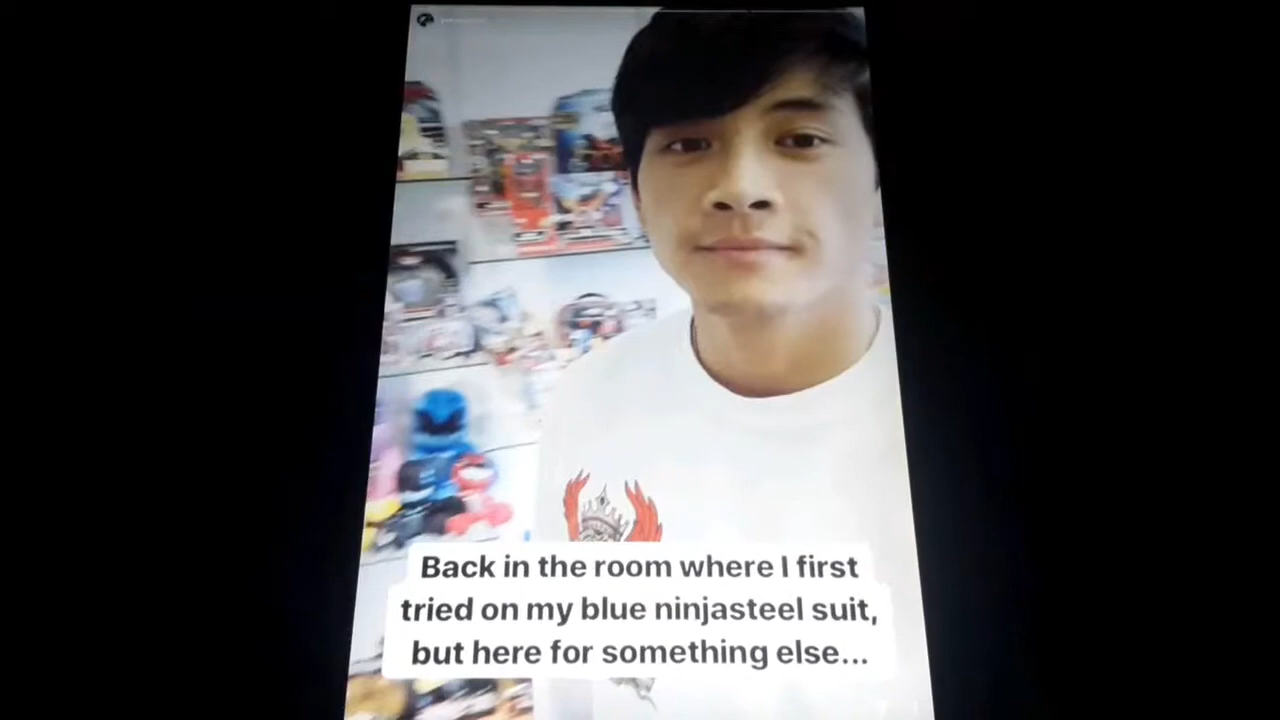 Back in the room where I first
tried on my blue ninjasteel suit,
but here for something else...